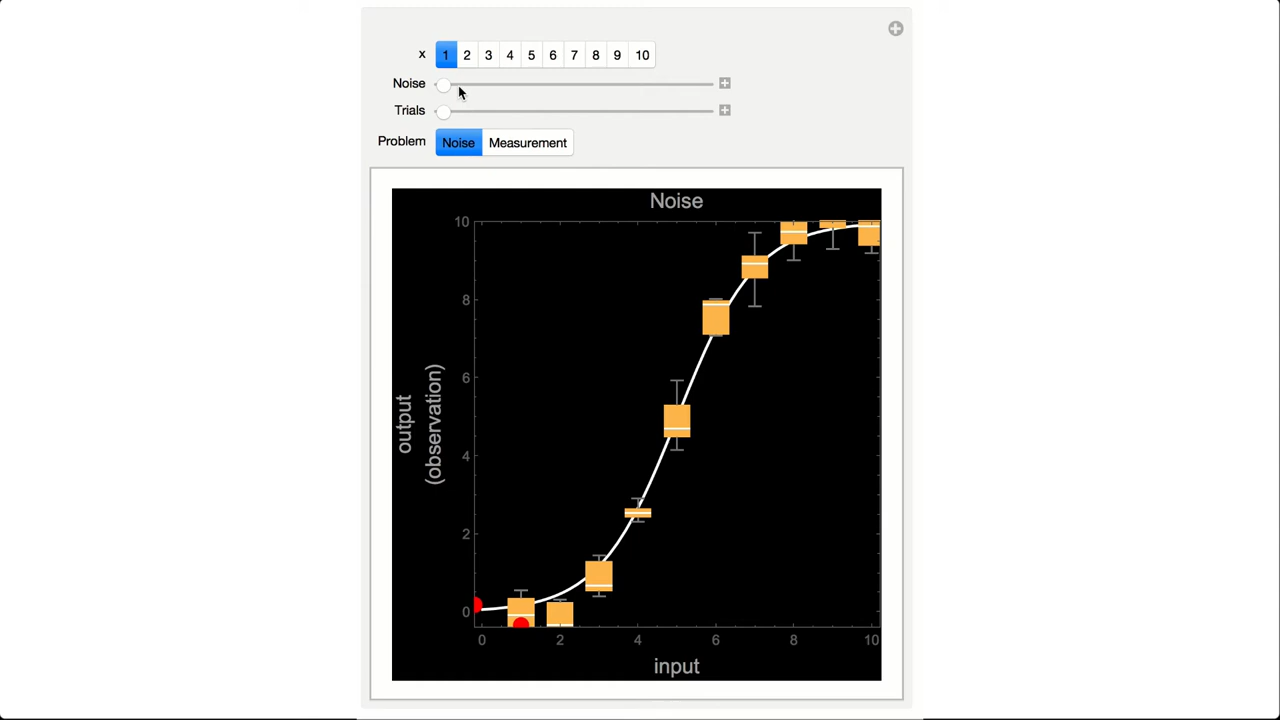 x 1 2 3 4 5 6 7 8 9 10
Noise
Trials
Problem Noise Measurement
Noise
10
8
6
4
2
0
output
(observation)
0 2 4 6 8 10
input